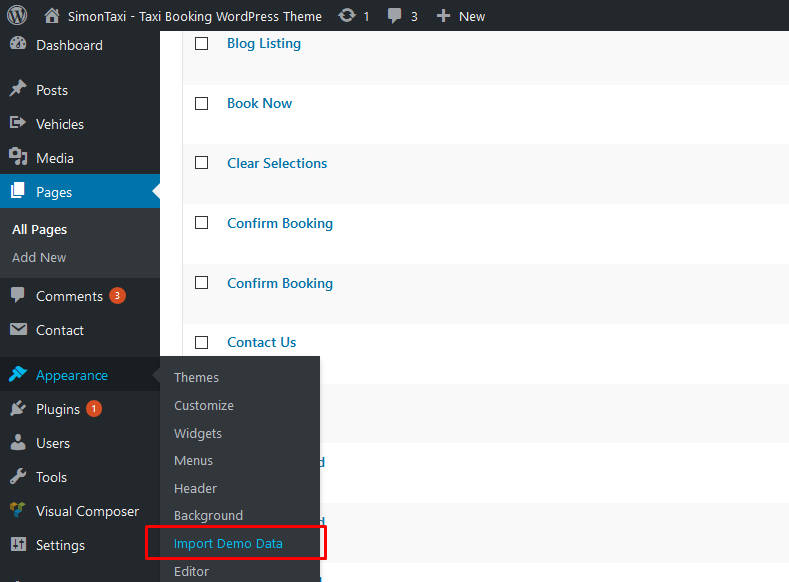 SimonTaxi - Taxi Booking WordPress Theme 1 3 New
Dashboard
Posts
Vehicles
Media
Pages
All Pages
Add New
Comments 3
Contact
Appearance
Plugins 1
Users
Tools
Visual Composer
Settings
Blog Listing
Book Now
Clear Selections
Confirm Booking
Confirm Booking
Contact Us
Themes
Customize
Widgets
Menus
Header
Background
Import Demo Data
Editor